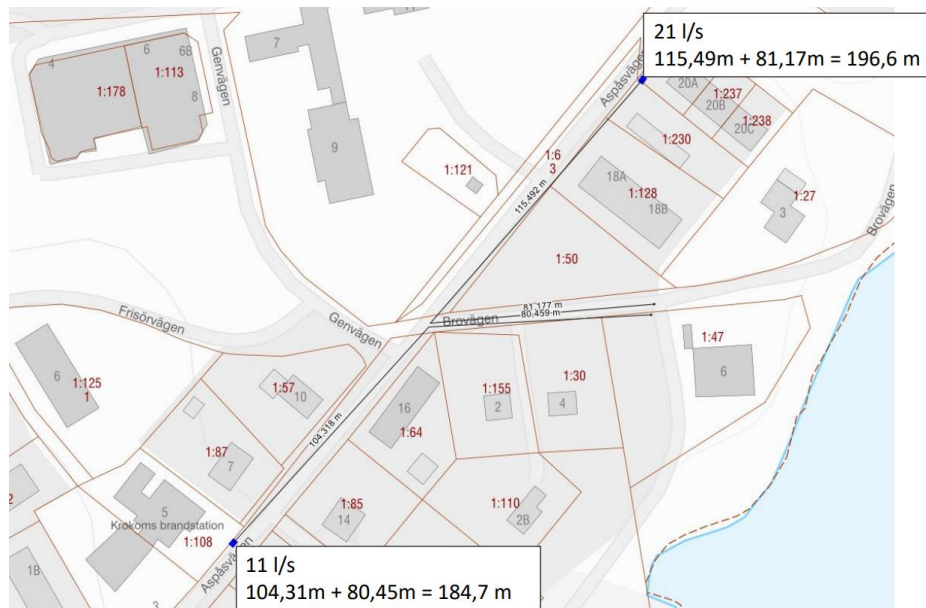 21 l/s
115,49m + 81,17m = 196,6 m
4
6
6B
1:178
1:113
8
7
Genvägen
9
Aspåsvägen
20A
1:237
20B
1:238
20C
1:230
1:6
3
1:121
115,492 m
18A
1:128
18B
1:27
3
Brovägen
1:50
81,177 m
80,459 m
Brovägen
Frisörvägen
Genvägen
1:47
6
6
1:125
1
1:57
10
16
1:155
2
1:30
4
1:64
104,318 m
1:87
7
1:85
14
1:110
2B
5
Krokoms brandstation
1:108
Aspåsvägen
1B
3
2
11 l/s
104,31m + 80,45m = 184,7 m